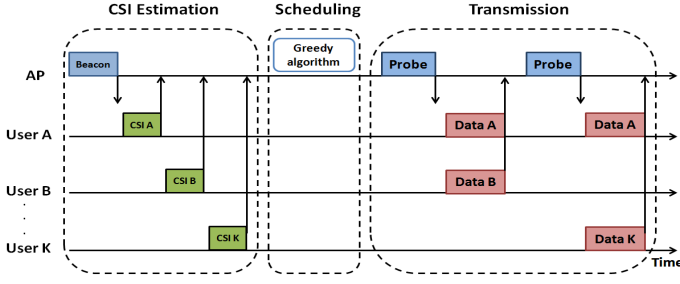 CSI Estimation
Scheduling
Transmission
AP
Beacon
Greedy
algorithm
Probe
Probe
User A
CSI A
Data A
Data A
User B
CSI B
Data B
.
.
.
User K
CSI K
Data K
Time